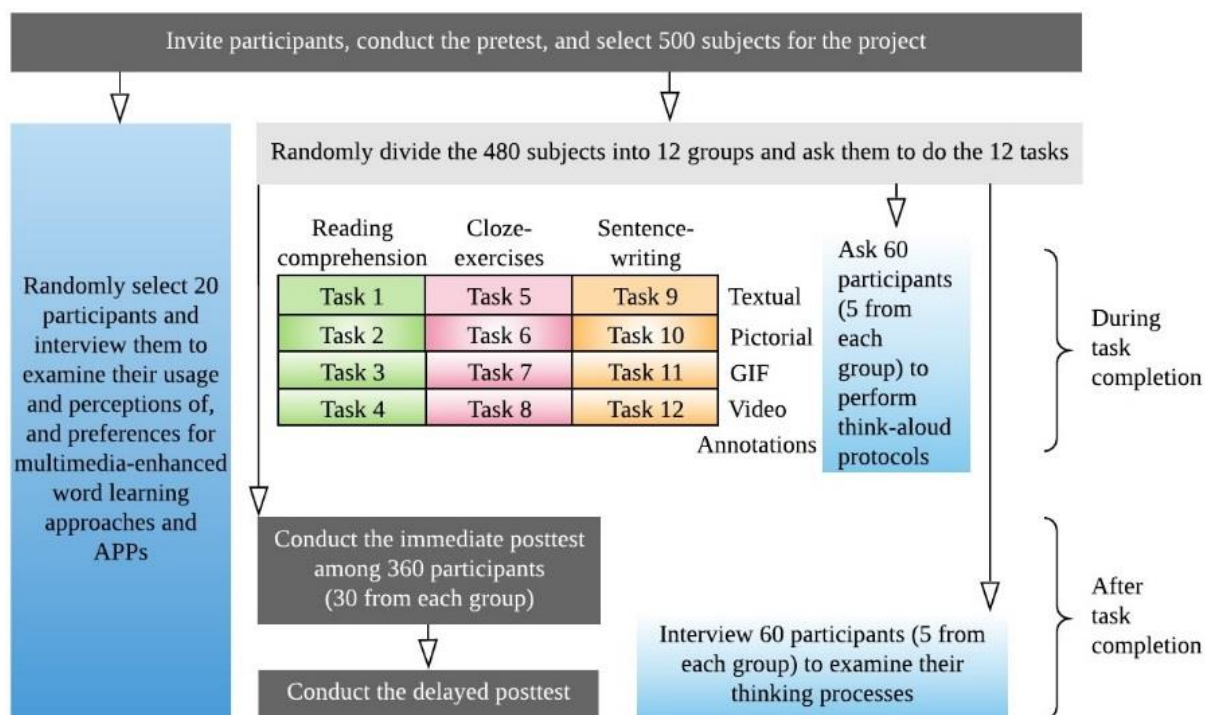 Invite participants, conduct the pretest, and select 500 subjects for the project
Randomly divide the 480 subjects into 12 groups and ask them to do the 12 tasks
Randomly select 20
participants and
interview them to
examine their usage
and perceptions of,
and preferences for
multimedia-enhanced
word learning
approaches and
APPs
Reading
comprehension
Cloze-
exercises
Sentence-
writing
Task 1
Task 5
Task 9
Textual
Task 2
Task 6
Task 10
Pictorial
Task 3
Task 7
Task 11
GIF
Task 4
Task 8
Task 12
Video
Annotations
Ask 60
participants
(5 from
each
group) to
perform
think-aloud
protocols
During
task
completion
Conduct the immediate posttest
among 360 participants
(30 from each group)
Conduct the delayed posttest
Interview 60 participants (5 from
each group) to examine their
thinking processes
After
task
completion